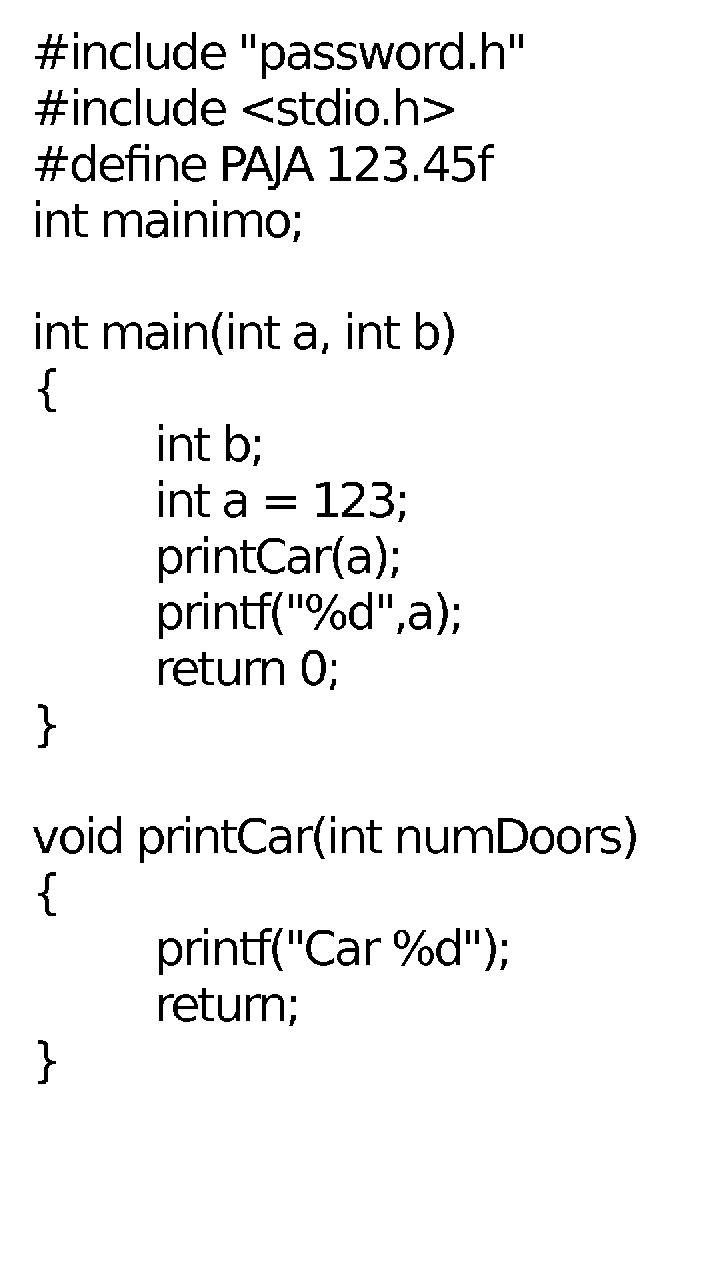 #include "password.h"
#include <stdio.h>
#define PAJA 123.45f
int mainimo;

int main(int a, int b)
{
	int b;
	int a = 123;
	printCar(a);
	printf("%d",a);
	return 0;
}

void printCar(int numDoors)
{
	printf("Car %d");
	return;
}